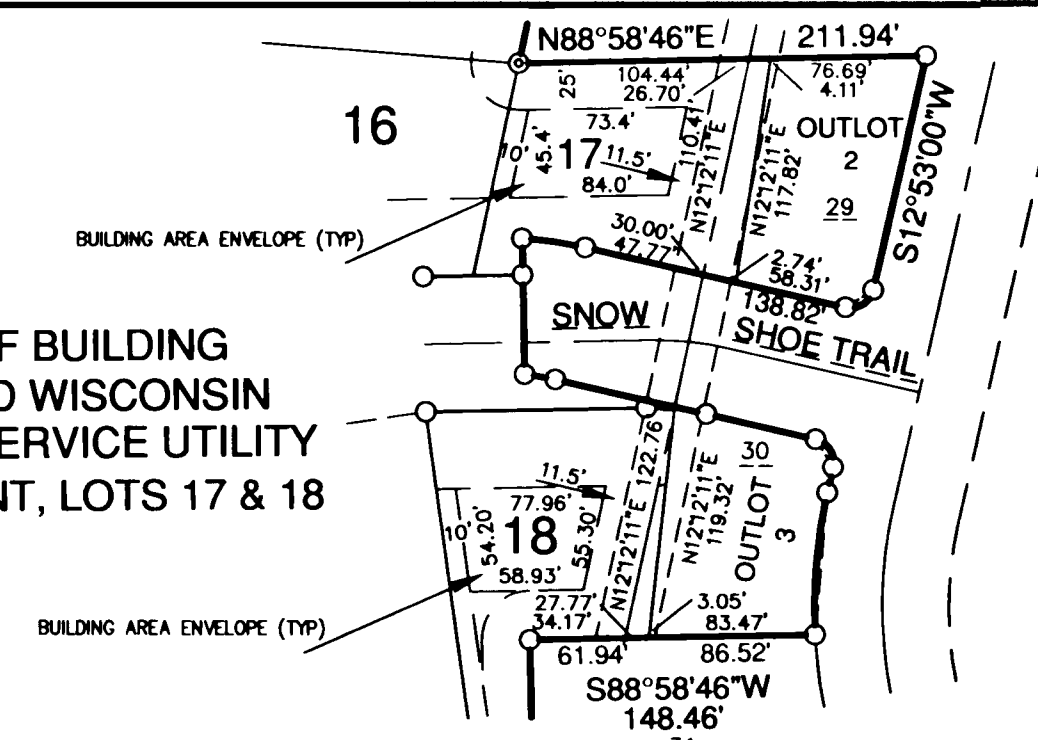 N88°58'46"E 211.94'
104.44' 76.69'
26.70' 4.11'
25'
16
73.4'
110.41'
N12°12'11"E
N12°12'11"E
117.82'
OUTLOT
2
29
S12°53'00"W
10'
45.4'
17
11.5'
84.0'
BUILDING AREA ENVELOPE (TYP)
30.00'
47.77'
2.74'
58.31'
138.82'
SNOW SHOE TRAIL
F BUILDING
D WISCONSIN
ERVICE UTILITY
NT, LOTS 17 & 18
11.5'
77.96'
10'
54.20'
18
55.30'
58.93'
N12°12'11"E 122.76'
N12°12'11"E
119.32'
30
OUTLOT
3
BUILDING AREA ENVELOPE (TYP)
27.77'
34.17'
3.05'
83.47'
61.94' 86.52'
S88°58'46"W
148.46'